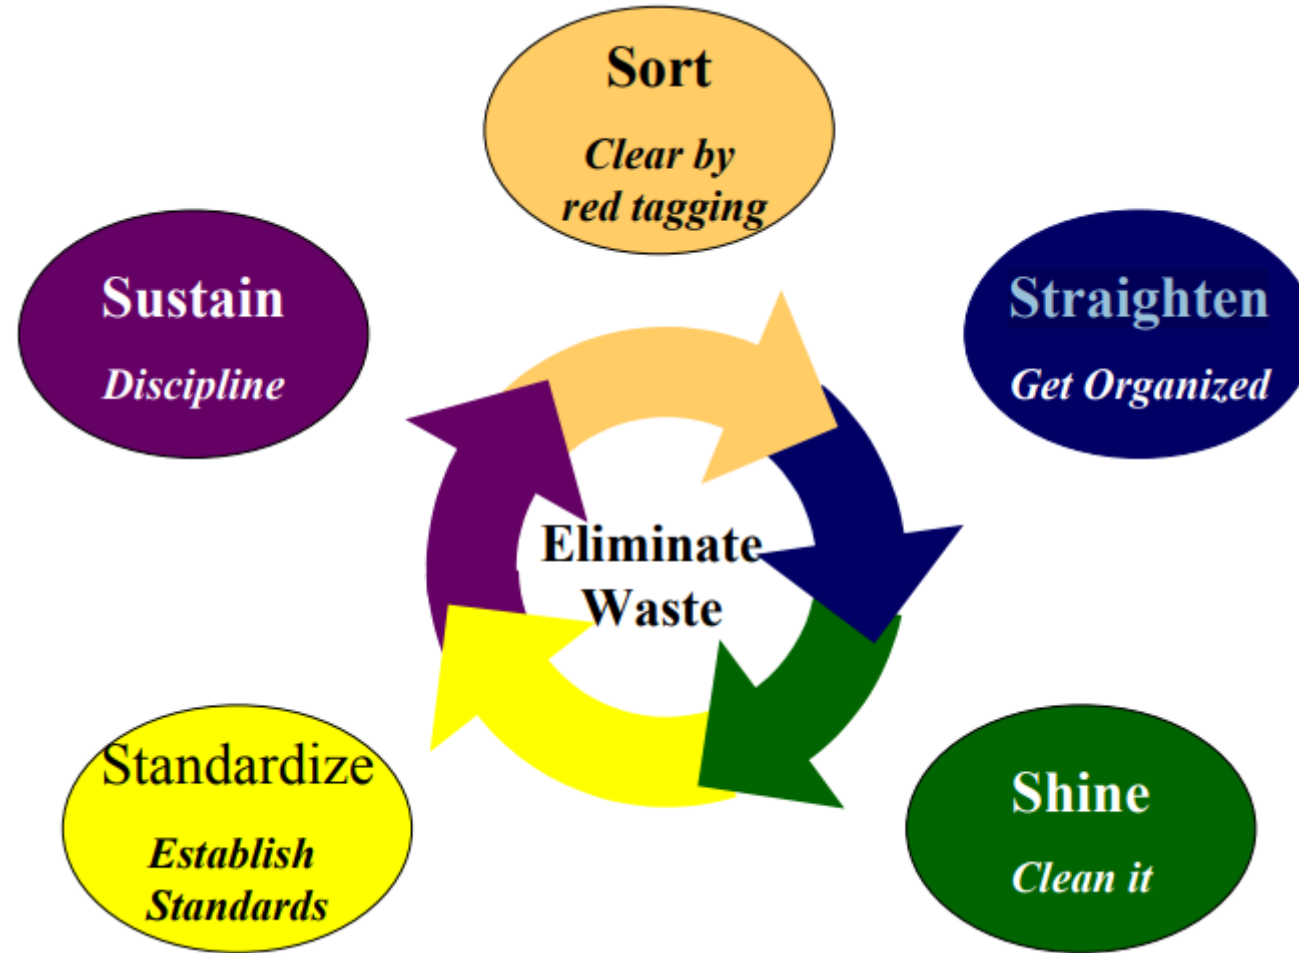 Sort
Clear by
red tagging
Sustain
Discipline
Straighten
Get Organized
Eliminate
Waste
Standardize
Establish
Standards
Shine
Clean it